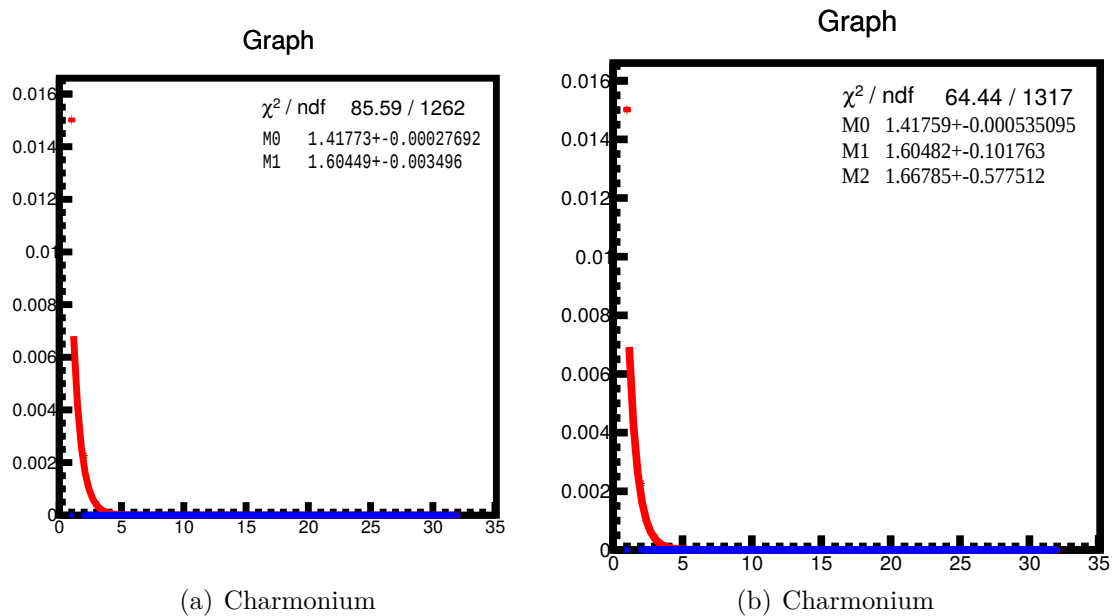 Graph
0.016
0.014
0.012
0.01
0.008
0.006
0.004
0.002
0
0 5 10 15 20 25 30 35
χ² / ndf 85.59 / 1262
M0 1.41773+-0.00027692
M1 1.60449+-0.003496
(a) Charmonium
Graph
0.016
0.014
0.012
0.01
0.008
0.006
0.004
0.002
0
0 5 10 15 20 25 30 35
χ² / ndf 64.44 / 1317
M0 1.41759+-0.000535095
M1 1.60482+-0.101763
M2 1.66785+-0.577512
(b) Charmonium